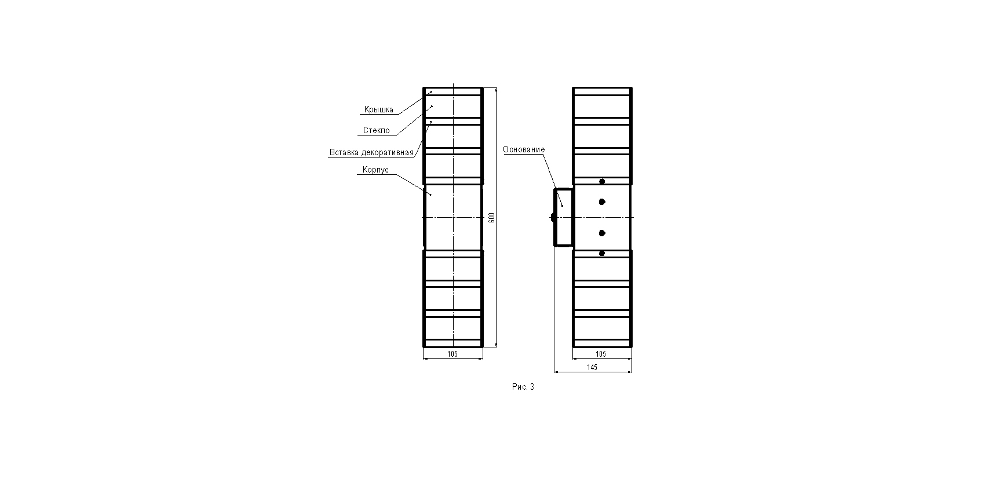 Крышка
Стекло
Вставка декоративная
Корпус
Основание
600
105
105
145
Рис. 3